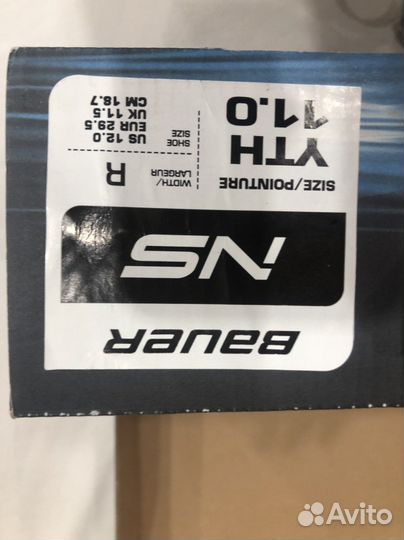 BAUER
NS
SIZE/POINTURE
YTH
11.0
WIDTH/
LARGEUR
R
SHOE
SIZE
US 12.0
UK 11.5
EUR 29.5
CM 18.7
Avito